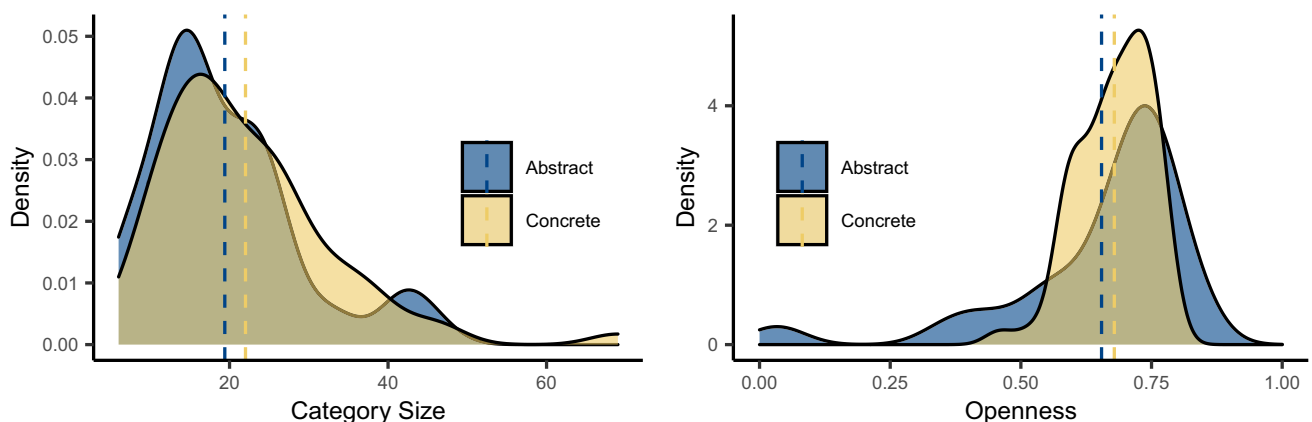 Density
0.05
0.04
0.03
0.02
0.01
0.00
20
40
60
Category Size
Abstract
Concrete
Density
4
2
0
0.00
0.25
0.50
0.75
1.00
Openness
Abstract
Concrete